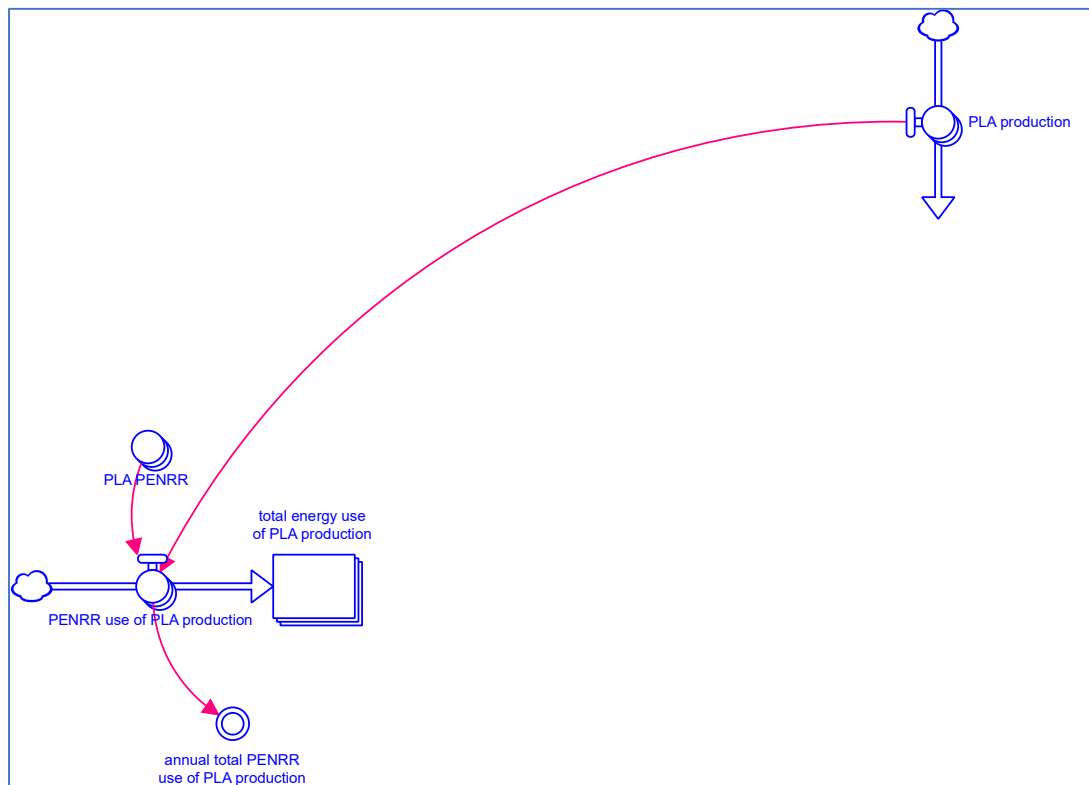 PLA production
PLA PENRR
total energy use
of PLA production
PENRR use of PLA production
annual total PENRR
use of PLA production